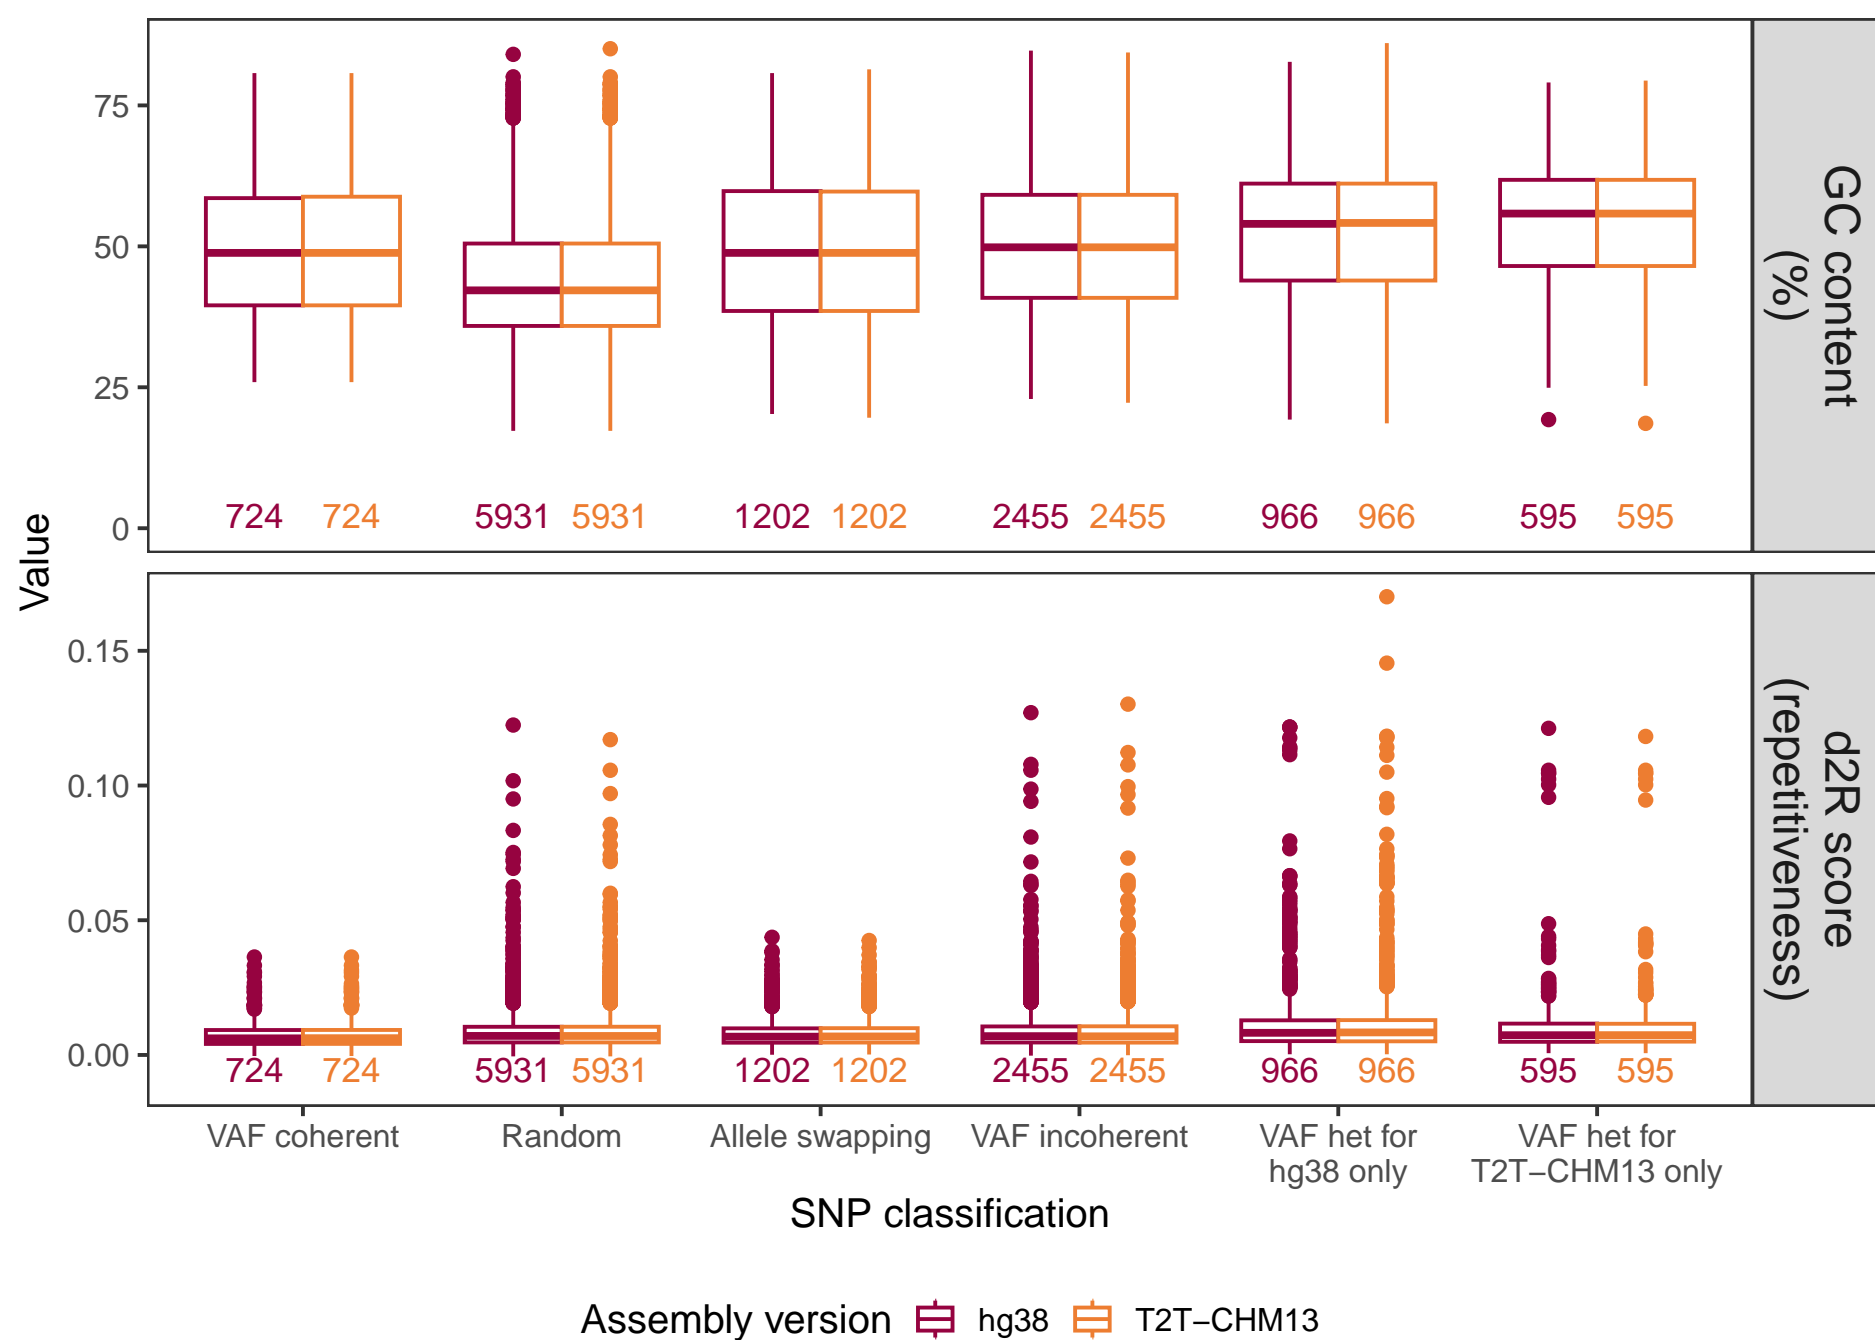 Value
75
50
25
0
724 724 5931 5931 1202 1202 2455 2455 966 966 595 595
GC content
(%)
0.15
0.10
0.05
0.00
724 724 5931 5931 1202 1202 2455 2455 966 966 595 595
d2R score
(repetitiveness)
VAF coherent
Random
Allele swapping
VAF incoherent
VAF het for
hg38 only
VAF het for
T2T−CHM13 only
SNP classification
Assembly version hg38 T2T−CHM13